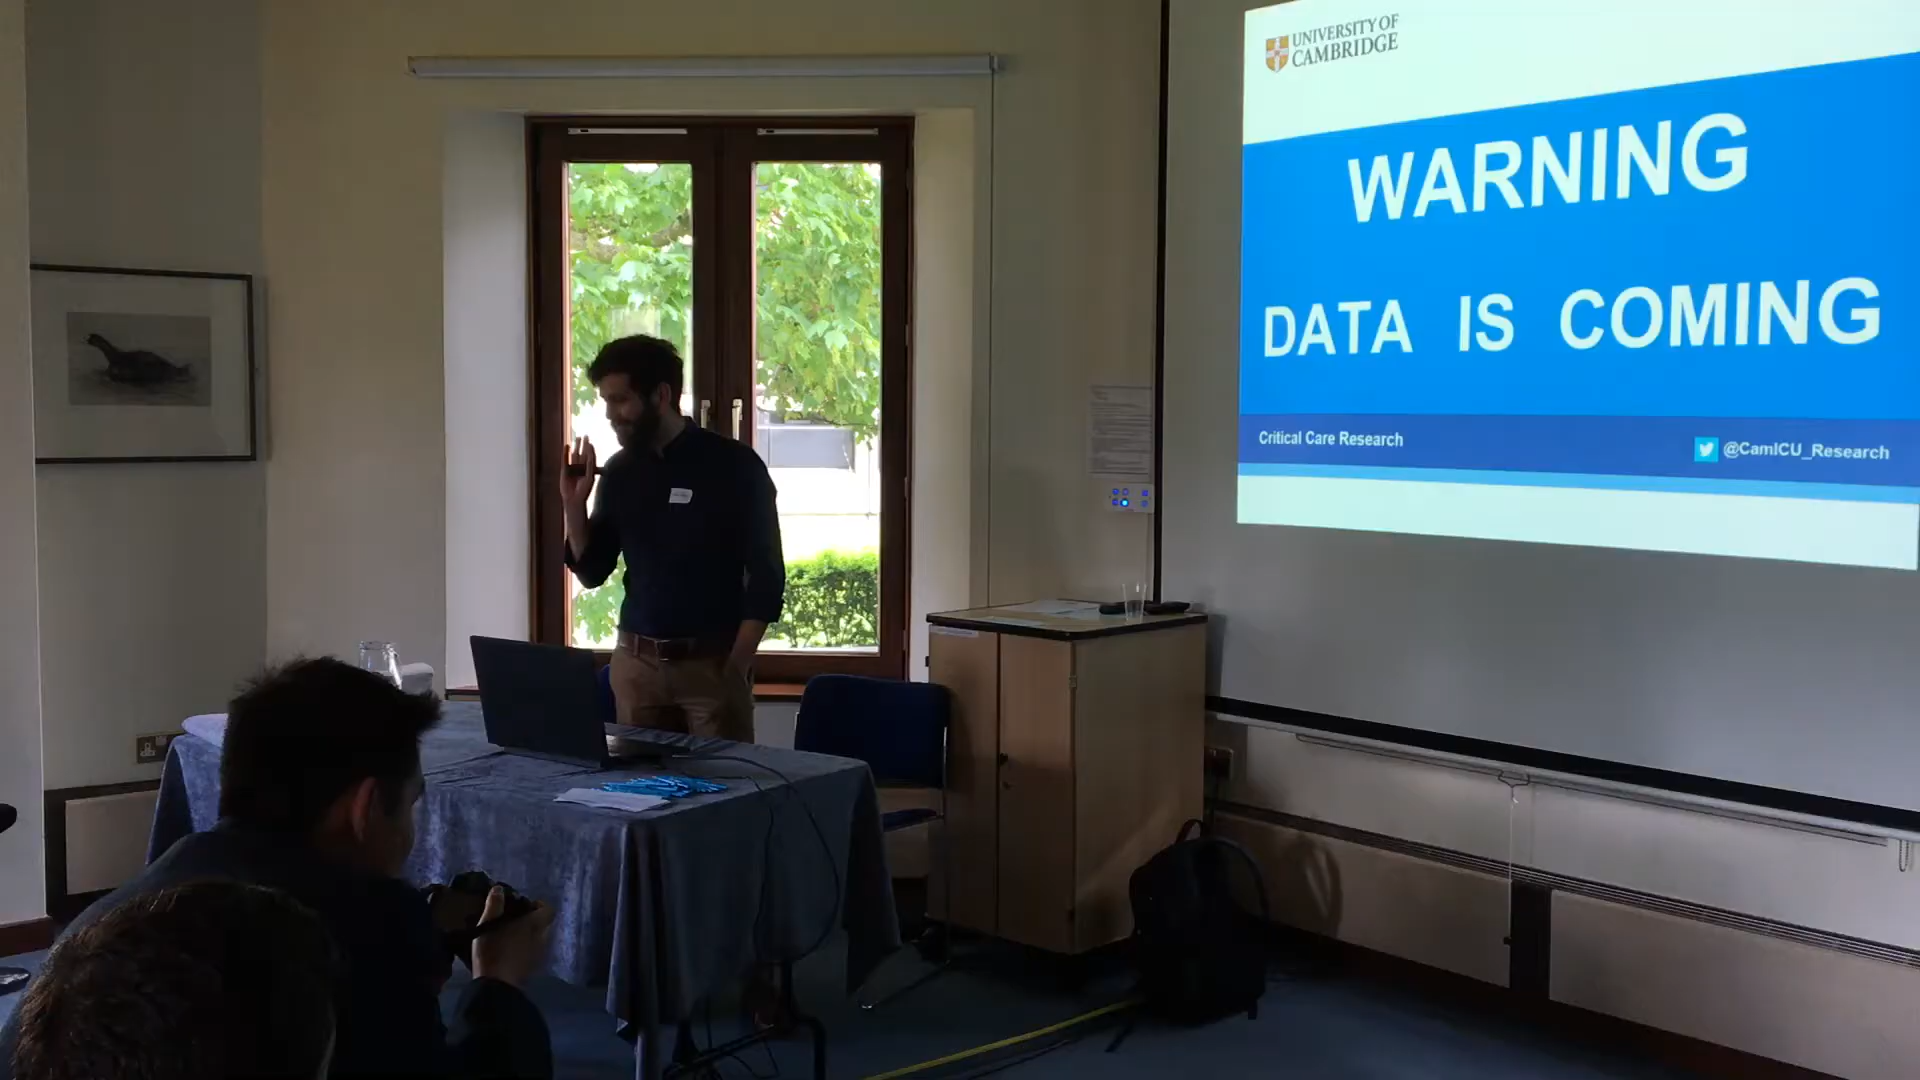 UNIVERSITY OF
CAMBRIDGE
WARNING
DATA IS COMING
Critical Care Research
@CamICU_Research